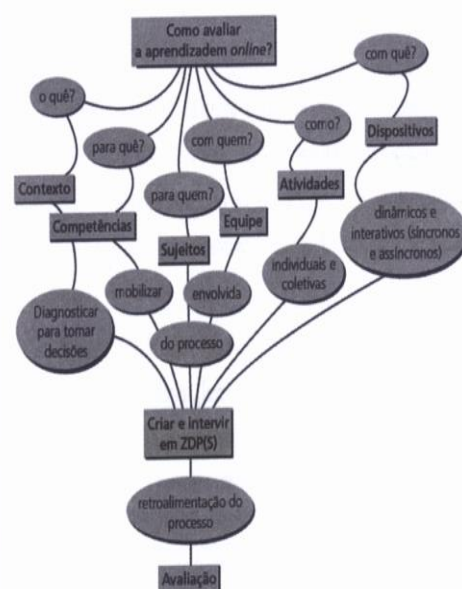 Como avaliar
a aprendizadem online?
com quê?
o quê?
para quê?
com quem?
como?
Dispositivos
Contexto
para quem?
Atividades
Competências
Sujeitos
Equipe
dinâmicos e
interativos (síncronos
e assíncronos)
mobilizar
envolvida
individuais e
coletivas
Diagnosticar
para tomar
decisões
do processo
Criar e intervir
em ZDP(S)
retroalimentação do
processo
Avaliação